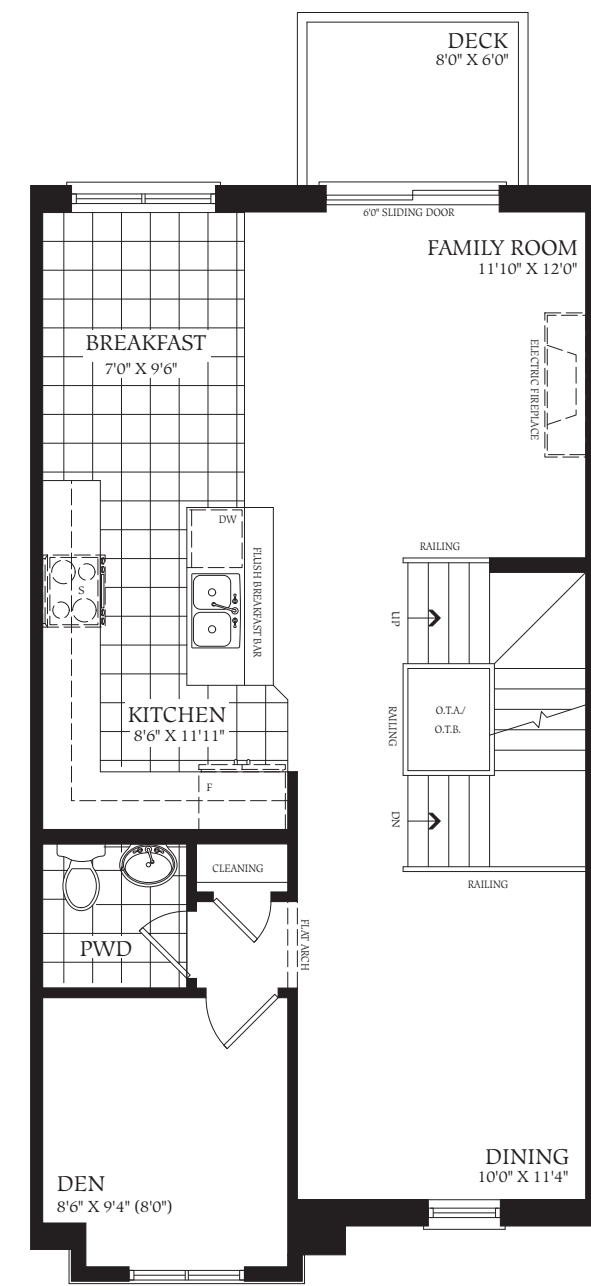 DECK
8'0" X 6'0"
6'0" SLIDING DOOR
FAMILY ROOM
11'10" X 12'0"
BREAKFAST
7'0" X 9'6"
ELECTRIC FIREPLACE
DW
FLUSH BREAKFAST BAR
S
RAILING
UP
KITCHEN
8'6" X 11'11"
RAILING
O.T.A./
O.T.B.
F
DN
CLEANING
RAILING
PWD
FLAT ARCH
DINING
10'0" X 11'4"
DEN
8'6" X 9'4" (8'0")